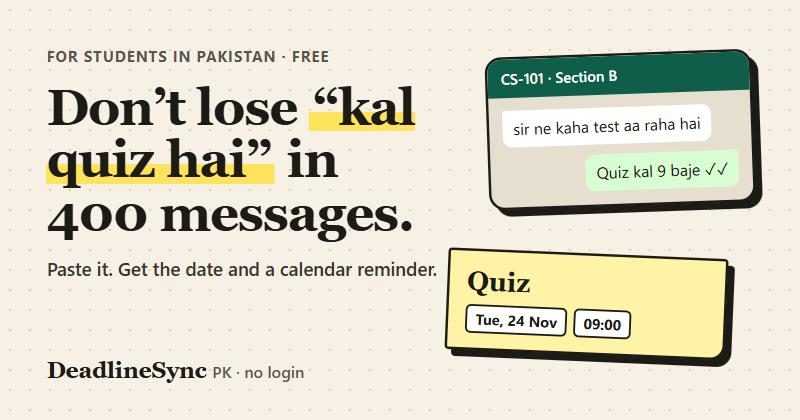 FOR STUDENTS IN PAKISTAN · FREE
Don’t lose “kal
quiz hai” in
400 messages.
Paste it. Get the date and a calendar reminder.
DeadlineSync PK · no login
CS-101 · Section B
sir ne kaha test aa raha hai
Quiz kal 9 baje ✓✓
Quiz
Tue, 24 Nov 09:00